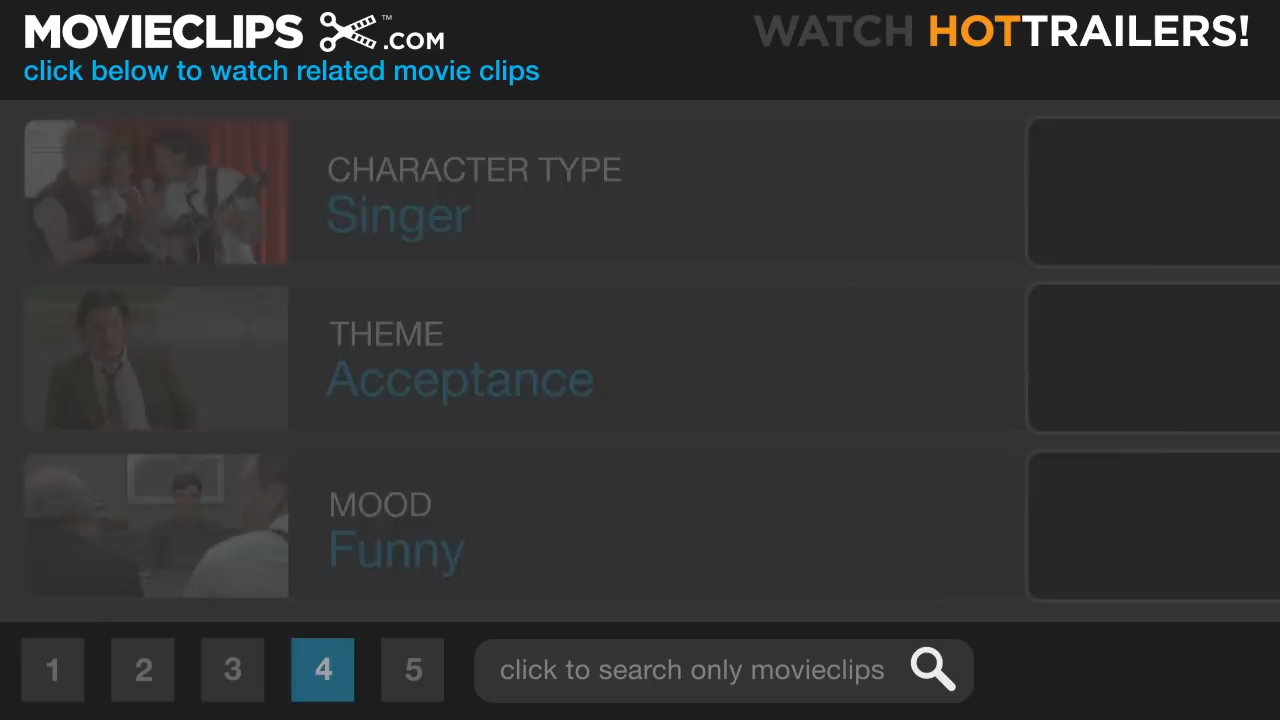 MOVIECLIPS™.COM
WATCH HOTTRAILERS!
click below to watch related movie clips
CHARACTER TYPE
Singer
THEME
Acceptance
MOOD
Funny
1 2 3 4 5 click to search only movieclips